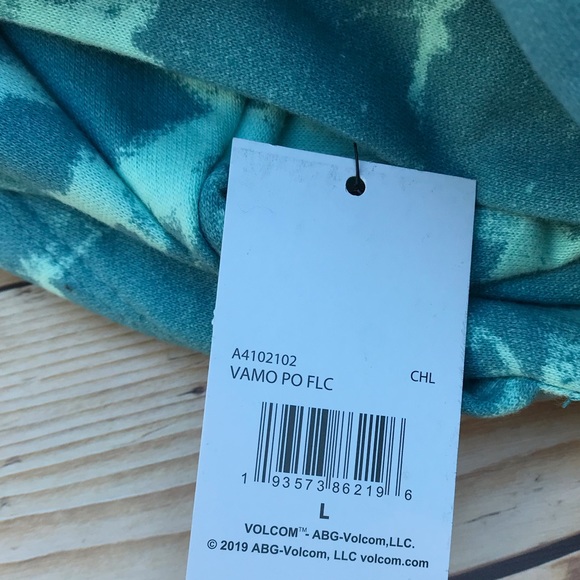 A4102102
VAMO PO FLC CHL
1 93573 86219 6
L
VOLCOM™- ABG-Volcom,LLC.
© 2019 ABG-Volcom, LLC volcom.com